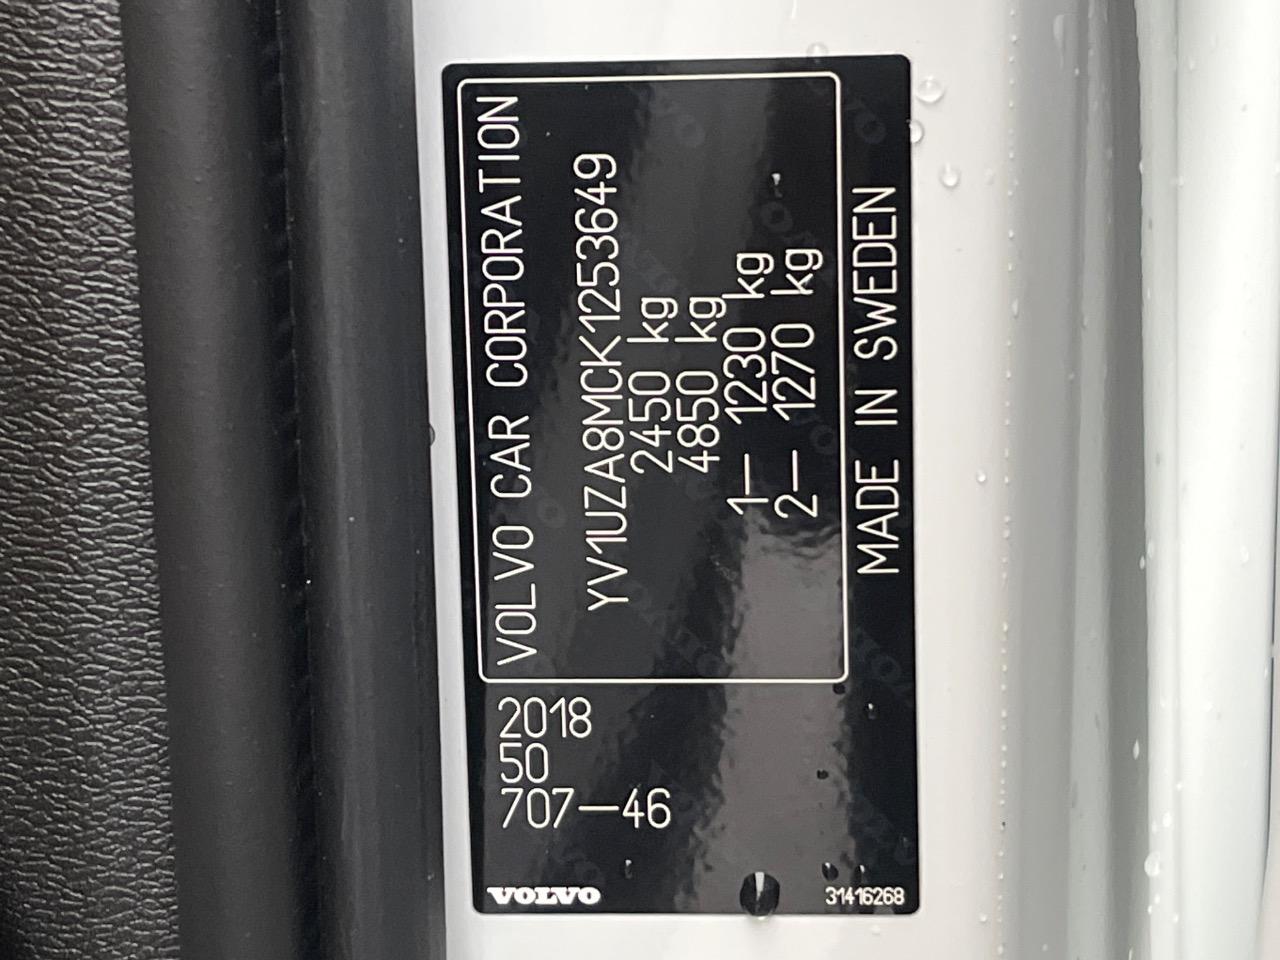 VOLVO CAR CORPORATION
YV1UZA8MCK1253649
2450 kg
4850 kg
1— 1230 kg
2— 1270 kg
MADE IN SWEDEN
2018
50
707—46
VOLVO
31416268